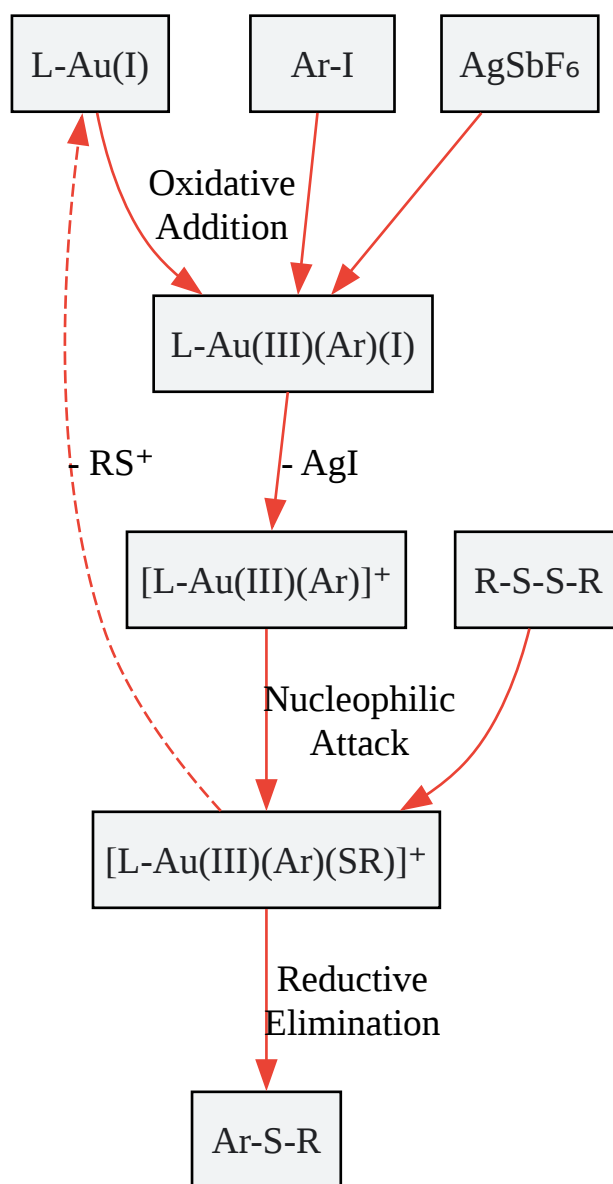 L-Au(I)
Ar-I
AgSbF₆
Oxidative
Addition
L-Au(III)(Ar)(I)
- RS⁺
- AgI
[L-Au(III)(Ar)]⁺
R-S-S-R
Nucleophilic
Attack
[L-Au(III)(Ar)(SR)]⁺
Reductive
Elimination
Ar-S-R